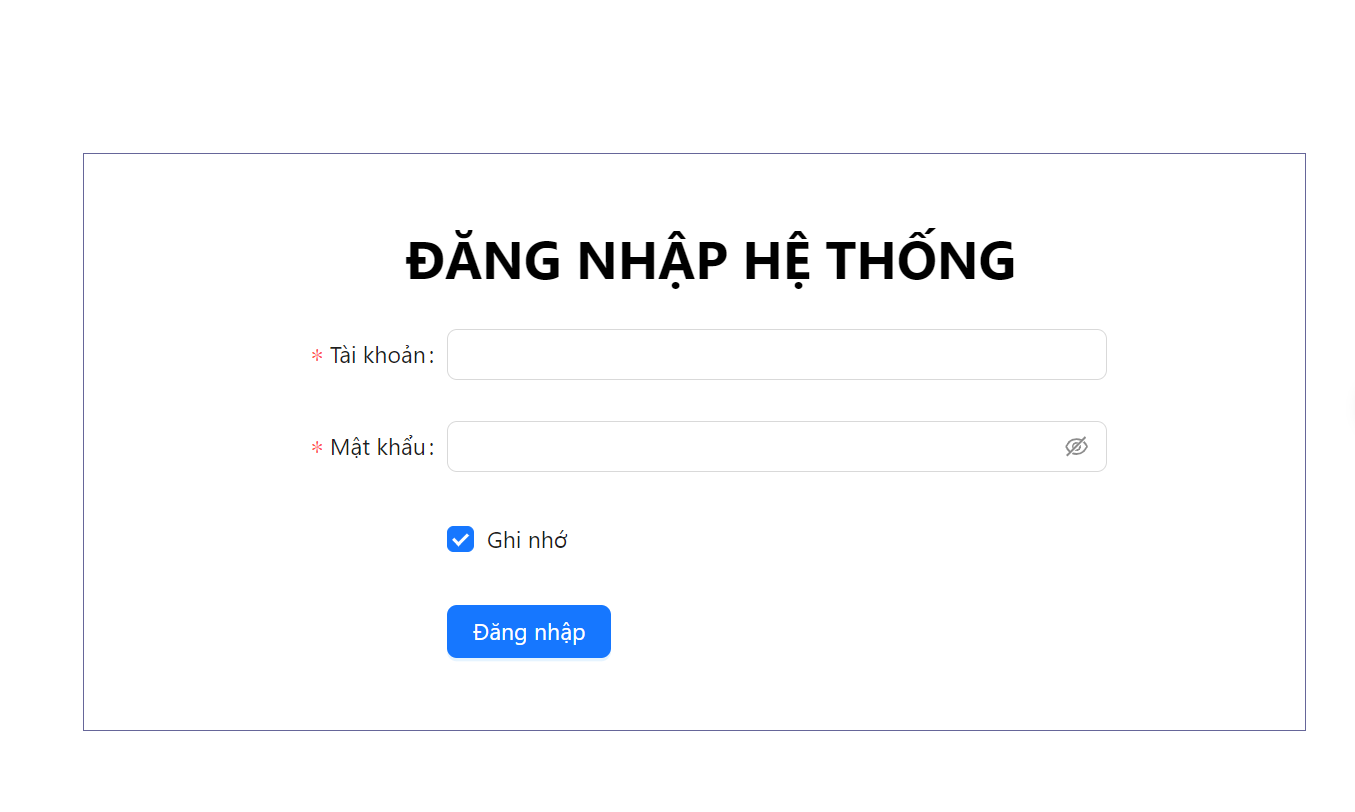 ĐĂNG NHẬP HỆ THỐNG
* Tài khoản:
* Mật khẩu:
Ghi nhớ
Đăng nhập